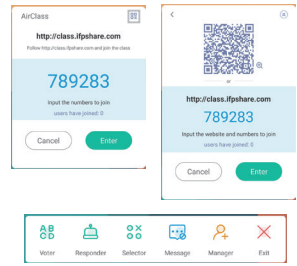 AirClass
http://class.ifpshare.com
Follow http://class.ifpshare.com and join the class
789283
Input the numbers to join
users have joined: 0
Cancel
Enter
or
http://class.ifpshare.com
789283
Input the website and numbers to join
users have joined: 0
Cancel
Enter
AB
CD
Voter
Responder
Selector
Message
Manager
Exit